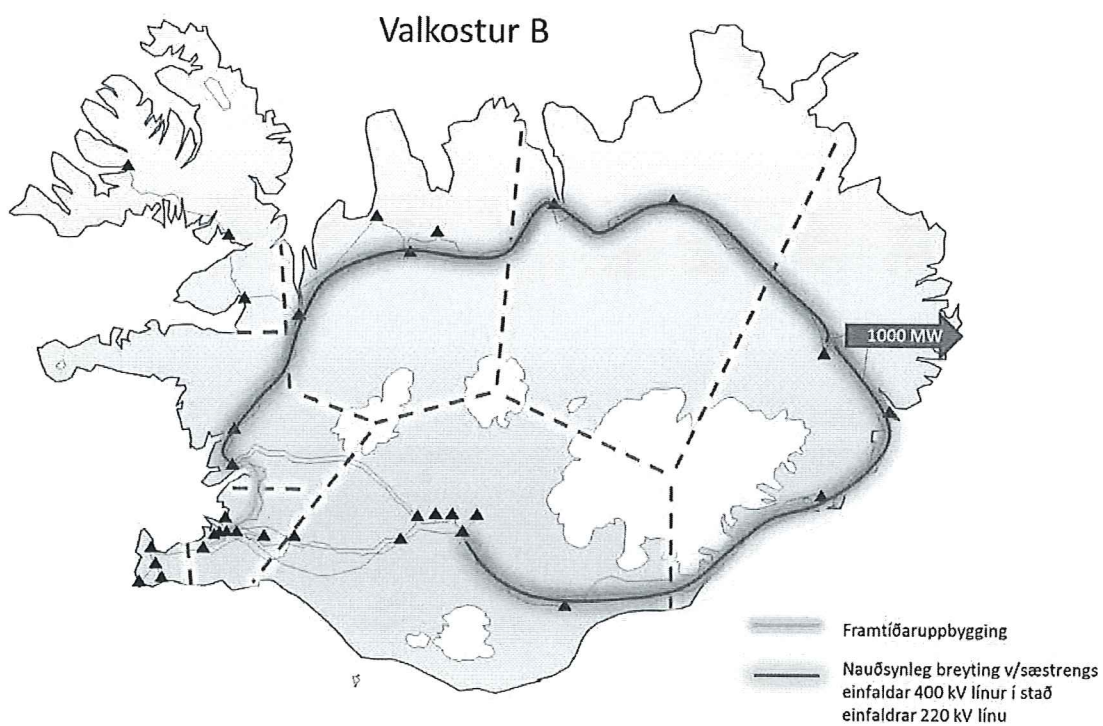 Valkostur B
1000 MW
Framtíðaruppbygging
Nauðsynleg breyting v/sæstrengs
einfaldar 400 kV línur í stað
einfaldrar 220 kV línu